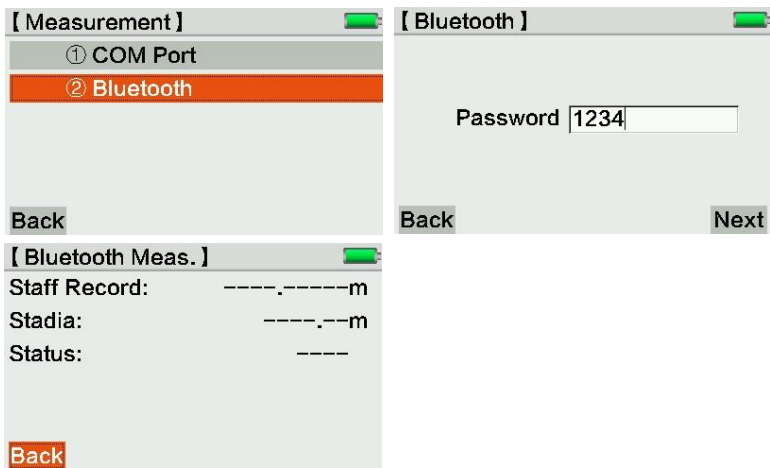 【Measurement】
① COM Port
② Bluetooth
Back
【Bluetooth】
Password 1234
Back Next
【Bluetooth Meas.】
Staff Record: ----.-----m
Stadia: ----.--m
Status: ----
Back